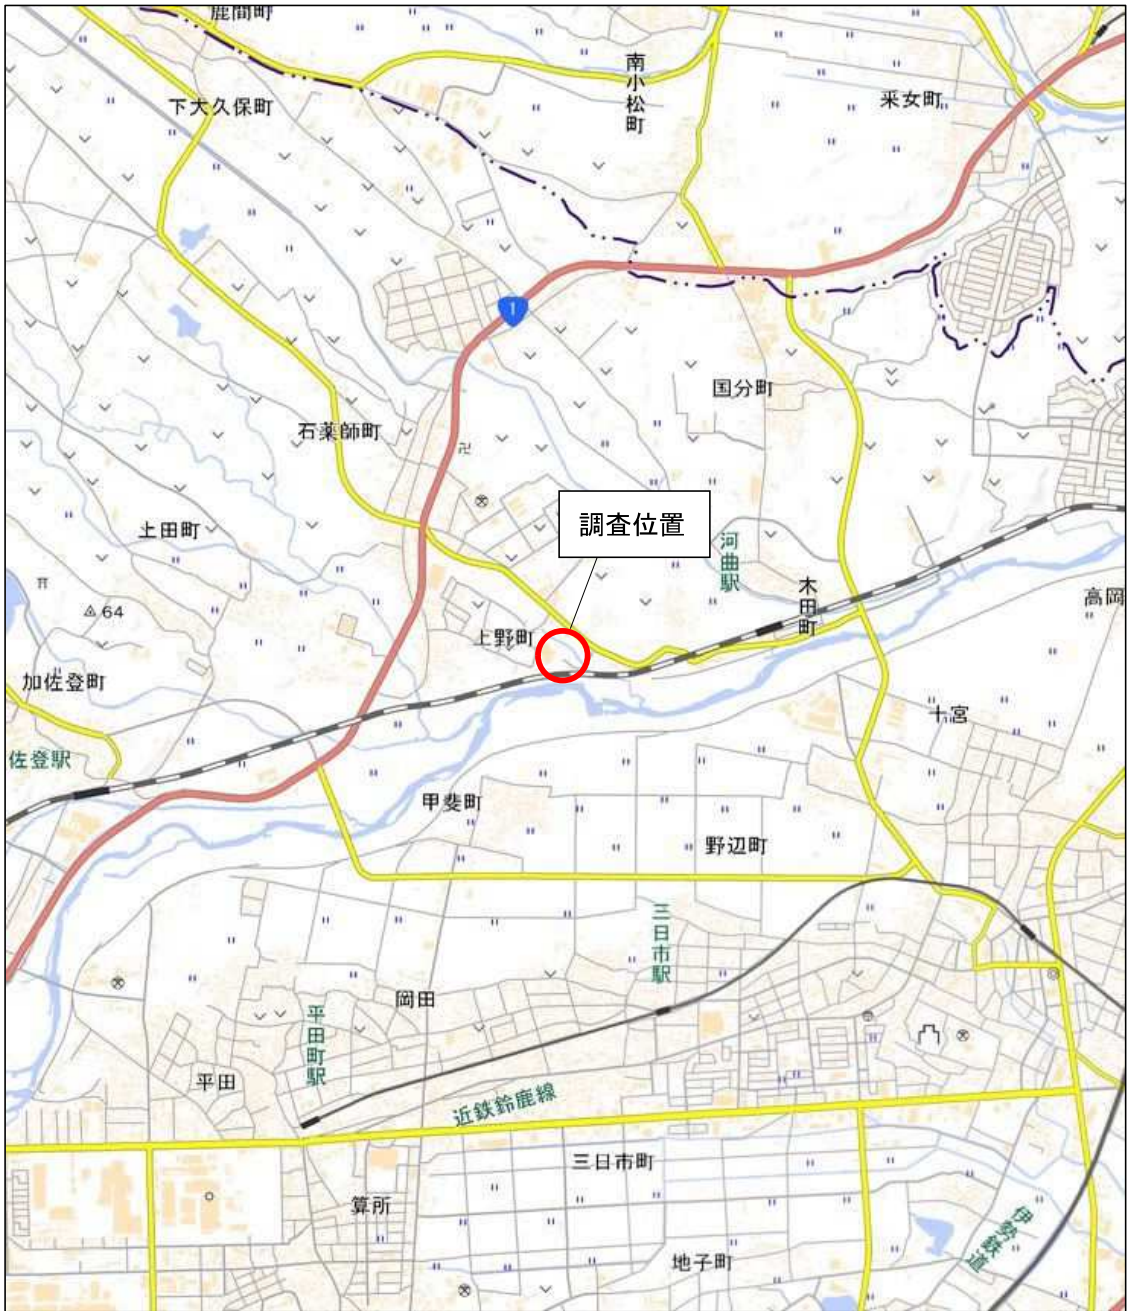 鹿間町
下大久保町
南小松町
采女町
1
国分町
石薬師町
調査位置
上田町
河曲駅
木田町
高岡
64
上野町
加佐登町
十宮
佐登駅
甲斐町
野辺町
三日市駅
岡田
平田町駅
平田
近鉄鈴鹿線
三日市町
算所
伊勢鉄道
地子町